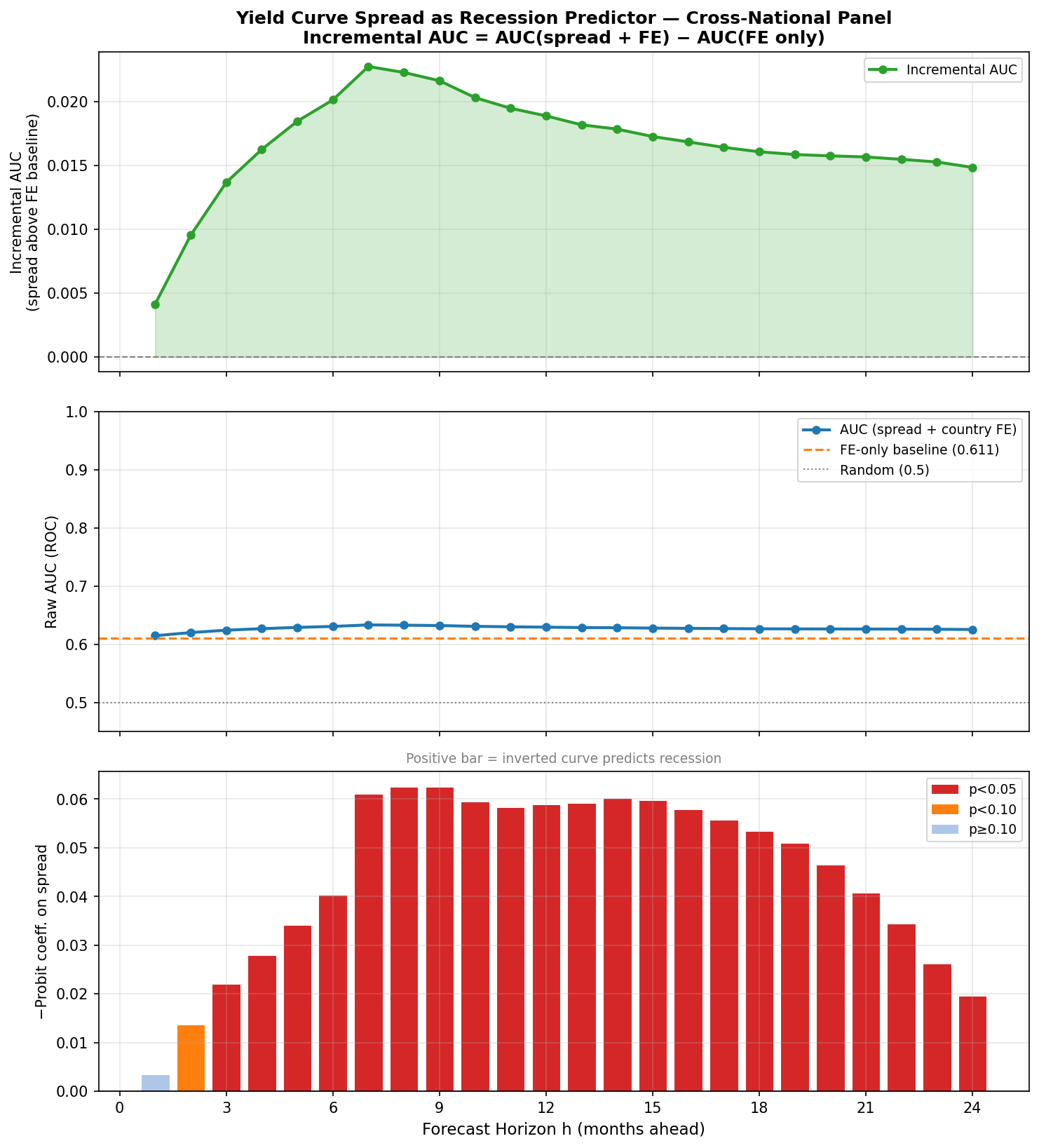 Yield Curve Spread as Recession Predictor — Cross-National Panel
Incremental AUC = AUC(spread + FE) − AUC(FE only)
Incremental AUC
(spread above FE baseline)
0.020
0.015
0.010
0.005
0.000
Incremental AUC
Raw AUC (ROC)
1.0
0.9
0.8
0.7
0.6
0.5
AUC (spread + country FE)
FE-only baseline (0.611)
Random (0.5)
Positive bar = inverted curve predicts recession
−Probit coeff. on spread
0.06
0.05
0.04
0.03
0.02
0.01
0.00
p<0.05
p<0.10
p≥0.10
0 3 6 9 12 15 18 21 24
Forecast Horizon h (months ahead)